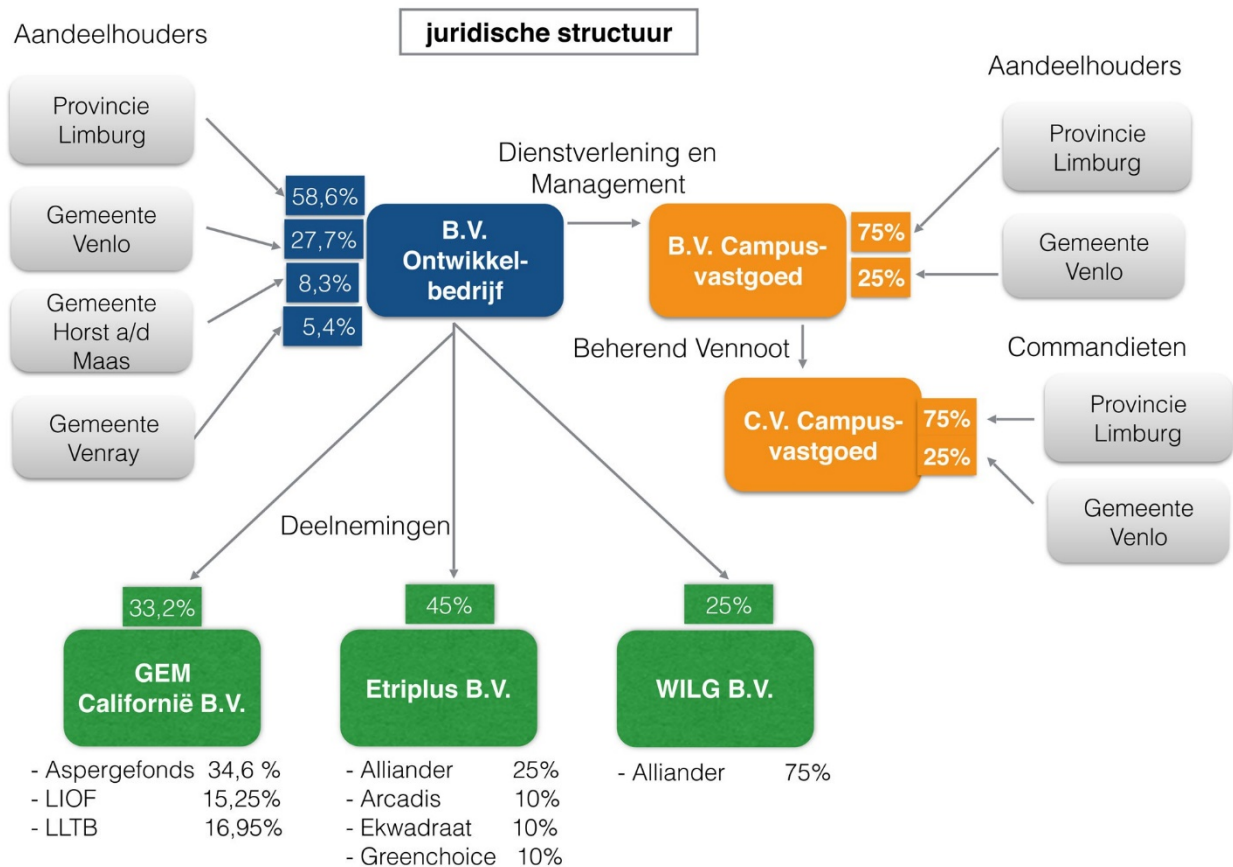 juridische structuur
Aandeelhouders
Provincie
Limburg
Gemeente
Venlo
Gemeente
Horst a/d
Maas
Gemeente
Venray
58,6%
27,7%
8,3%
5,4%
B.V.
Ontwikkel-
bedrijf
Dienstverlening en
Management
B.V. Campus-
vastgoed
75%
25%
Aandeelhouders
Provincie
Limburg
Gemeente
Venlo
Beherend Vennoot
C.V. Campus-
vastgoed
75%
25%
Commandieten
Provincie
Limburg
Gemeente
Venlo
Deelnemingen
33,2%
GEM
Californië B.V.
- Aspergefonds 34,6 %
- LIOF 15,25%
- LLTB 16,95%
45%
Etriplus B.V.
- Alliander 25%
- Arcadis 10%
- Ekwadraat 10%
- Greenchoice 10%
25%
WILG B.V.
- Alliander 75%